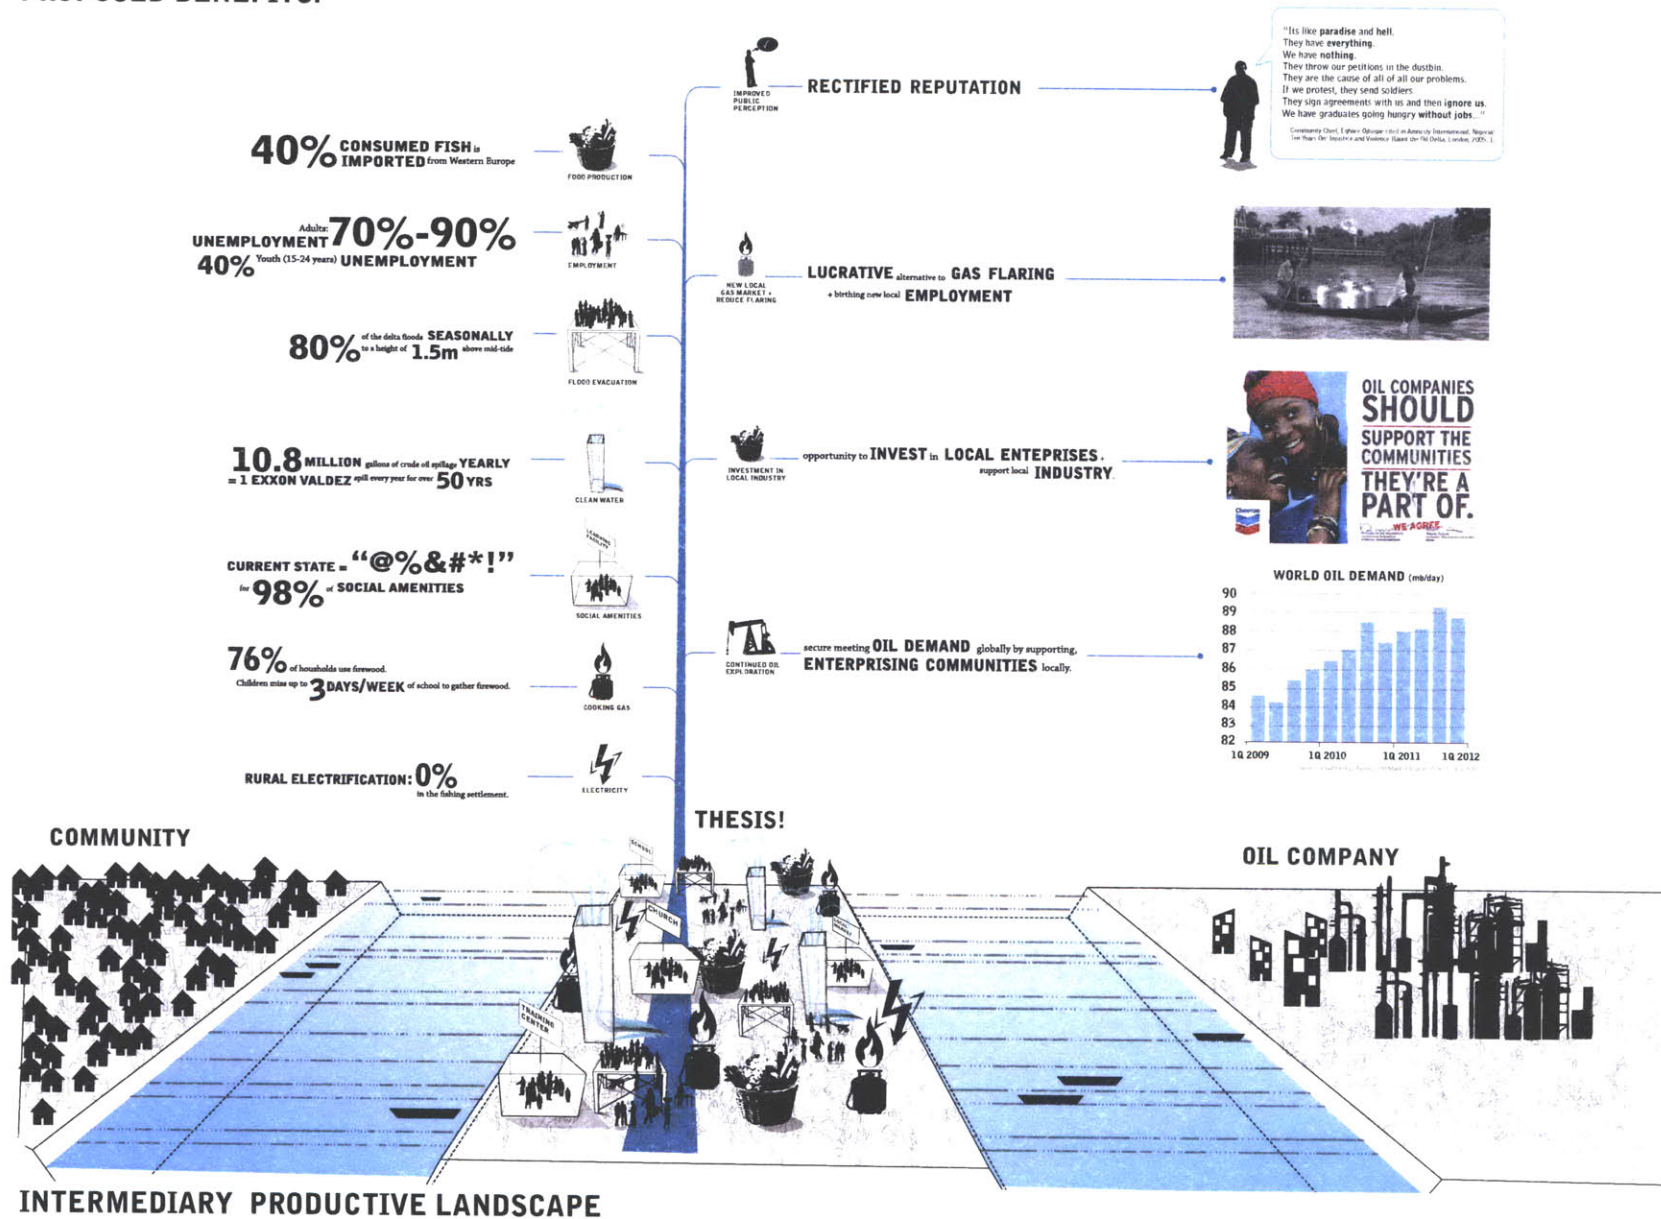 PROPOSED BENEFITS:
IMPROVED
PUBLIC
PERCEPTION
RECTIFIED REPUTATION
"Its like paradise and hell.
They have everything.
We have nothing.
They throw our petitions in the dustbin.
They are the cause of all of all our problems.
If we protest, they send soldiers.
They sign agreements with us and then ignore us.
We have graduates going hungry without jobs..."
40% CONSUMED FISH is
IMPORTED from Western Europe
FOOD PRODUCTION
Adults:
UNEMPLOYMENT 70%-90%
40% Youth (15-24 years) UNEMPLOYMENT
EMPLOYMENT
NEW LOCAL
GAS MARKET +
REDUCE FLARING
LUCRATIVE alternative to GAS FLARING
+ birthing new local EMPLOYMENT
80% of the delta floods SEASONALLY
to a height of 1.5m above mid-tide
FLOOD EVACUATION
10.8 MILLION gallons of crude oil spillage YEARLY
= 1 EXXON VALDEZ spill every year for over 50 YRS
CLEAN WATER
INVESTMENT IN
LOCAL INDUSTRY
opportunity to INVEST in LOCAL ENTEPRISES +
support local INDUSTRY.
OIL COMPANIES
SHOULD
SUPPORT THE
COMMUNITIES
THEY'RE A
PART OF.
WE AGREE.
Chevron
CURRENT STATE = "@%&#*!"
for 98% of SOCIAL AMENITIES
LEARNING
FACILITY
SOCIAL AMENITIES
76% of housholds use firewood.
Children miss up to 3 DAYS/WEEK of school to gather firewood.
COOKING GAS
CONTINUED OIL
EXPLORATION
secure meeting OIL DEMAND globally by supporting,
ENTERPRISING COMMUNITIES locally.
WORLD OIL DEMAND (mb/day)
90
89
88
87
86
85
84
83
82
1Q 2009 1Q 2010 1Q 2011 1Q 2012
RURAL ELECTRIFICATION: 0%
in the fishing settlement.
ELECTRICITY
COMMUNITY
THESIS!
OIL COMPANY
SCHOOL
CHURCH
LOCAL
MARKET
TRAINING
CENTER
INTERMEDIARY PRODUCTIVE LANDSCAPE